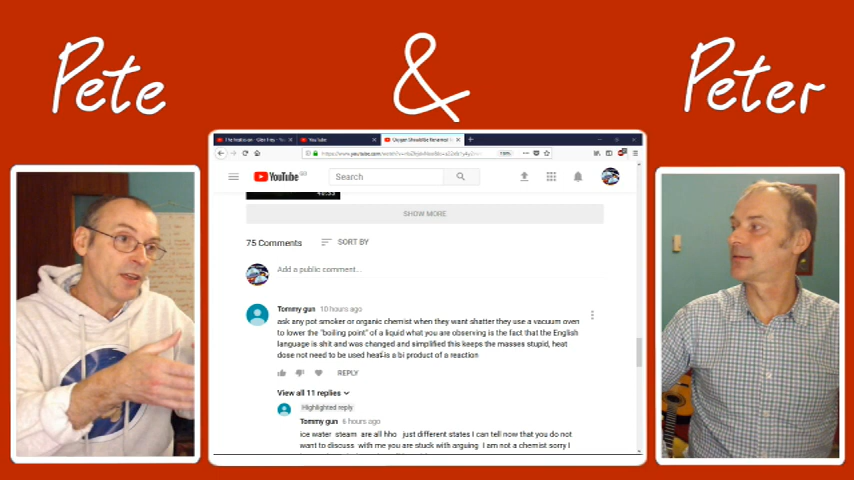 Pete & Peter
YouTube
Search
SHOW MORE
75 Comments SORT BY
Add a public comment...
Tommy gun 10 hours ago
ask any pot smoker or organic chemist when they want shatter they use a vacuum oven
to lower the "boiling point" of a liquid what you are observing is the fact that the English
language is shit and was changed and simplified this keeps the masses stupid, heat
dose not need to be used heat is a bi product of a reaction
REPLY
View all 11 replies
Highlighted reply
Tommy gun 6 hours ago
ice water steam are all hho just different states I can tell now that you do not
want to discuss with me you are stuck with arguing I am not a chemist sorry I